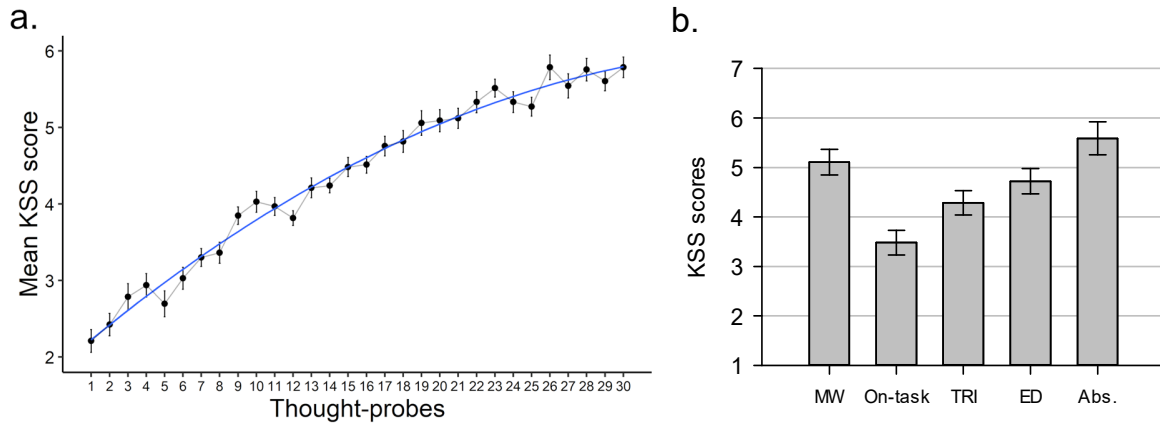 a.
Mean KSS score
6
5
4
3
2
1 2 3 4 5 6 7 8 9 10 11 12 13 14 15 16 17 18 19 20 21 22 23 24 25 26 27 28 29 30
Thought-probes
b.
KSS scores
7
6
5
4
3
2
1
MW On-task TRI ED Abs.